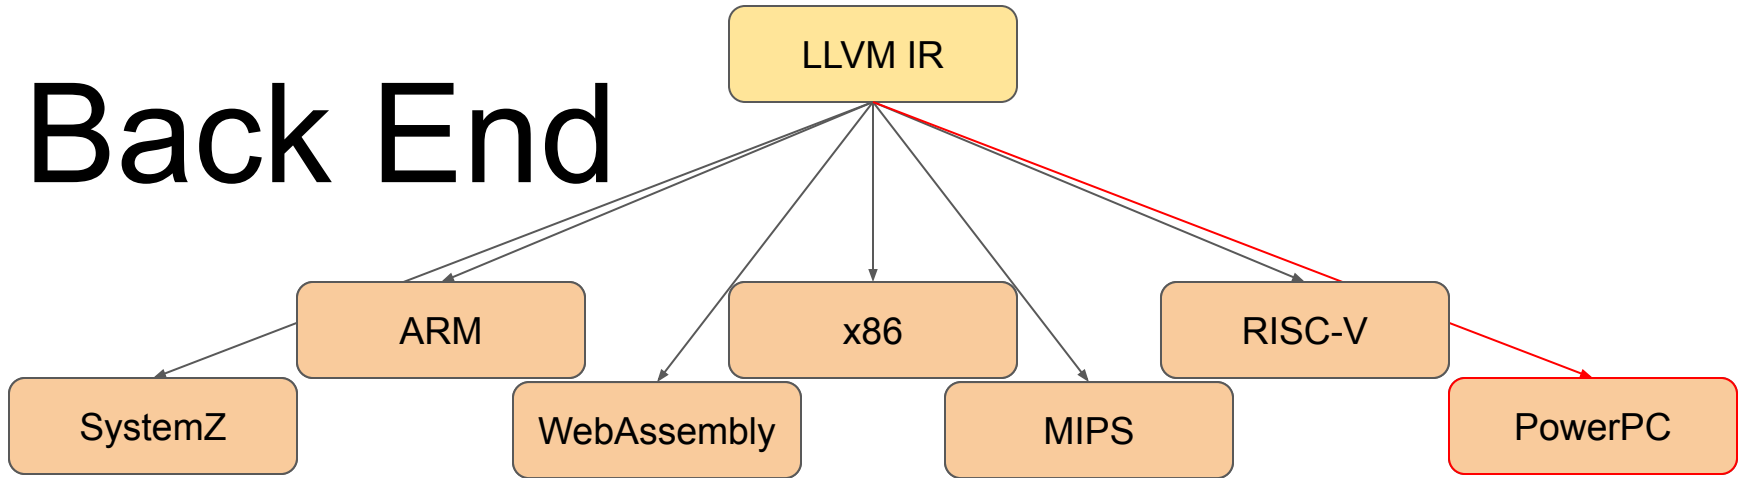 LLVM IR
Back End
ARM
x86
RISC-V
SystemZ
WebAssembly
MIPS
PowerPC